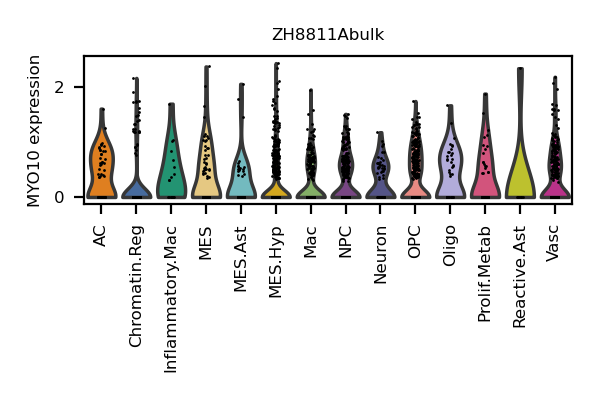 ZH8811Abulk
MYO10 expression
2
0
AC
Chromatin.Reg
Inflammatory.Mac
MES
MES.Ast
MES.Hyp
Mac
NPC
Neuron
OPC
Oligo
Prolif.Metab
Reactive.Ast
Vasc